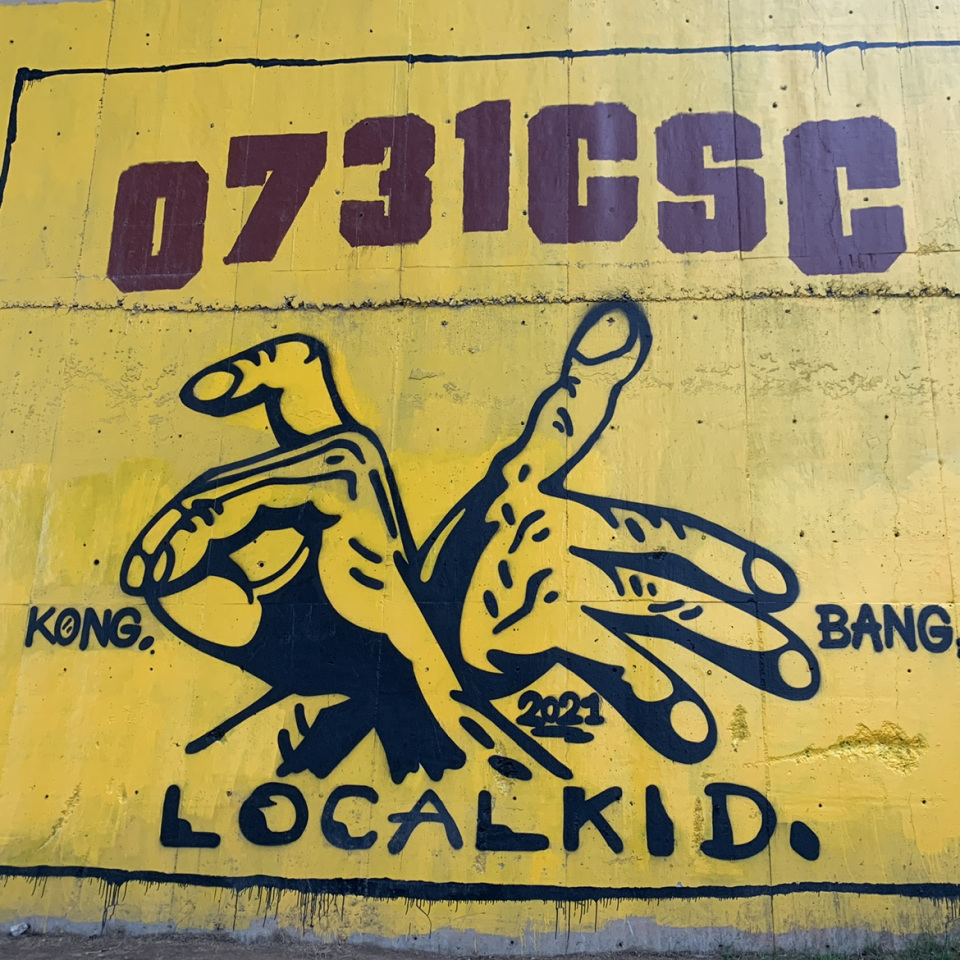 0731CSC
KONG.
BANG.
2021
LOCALKID.